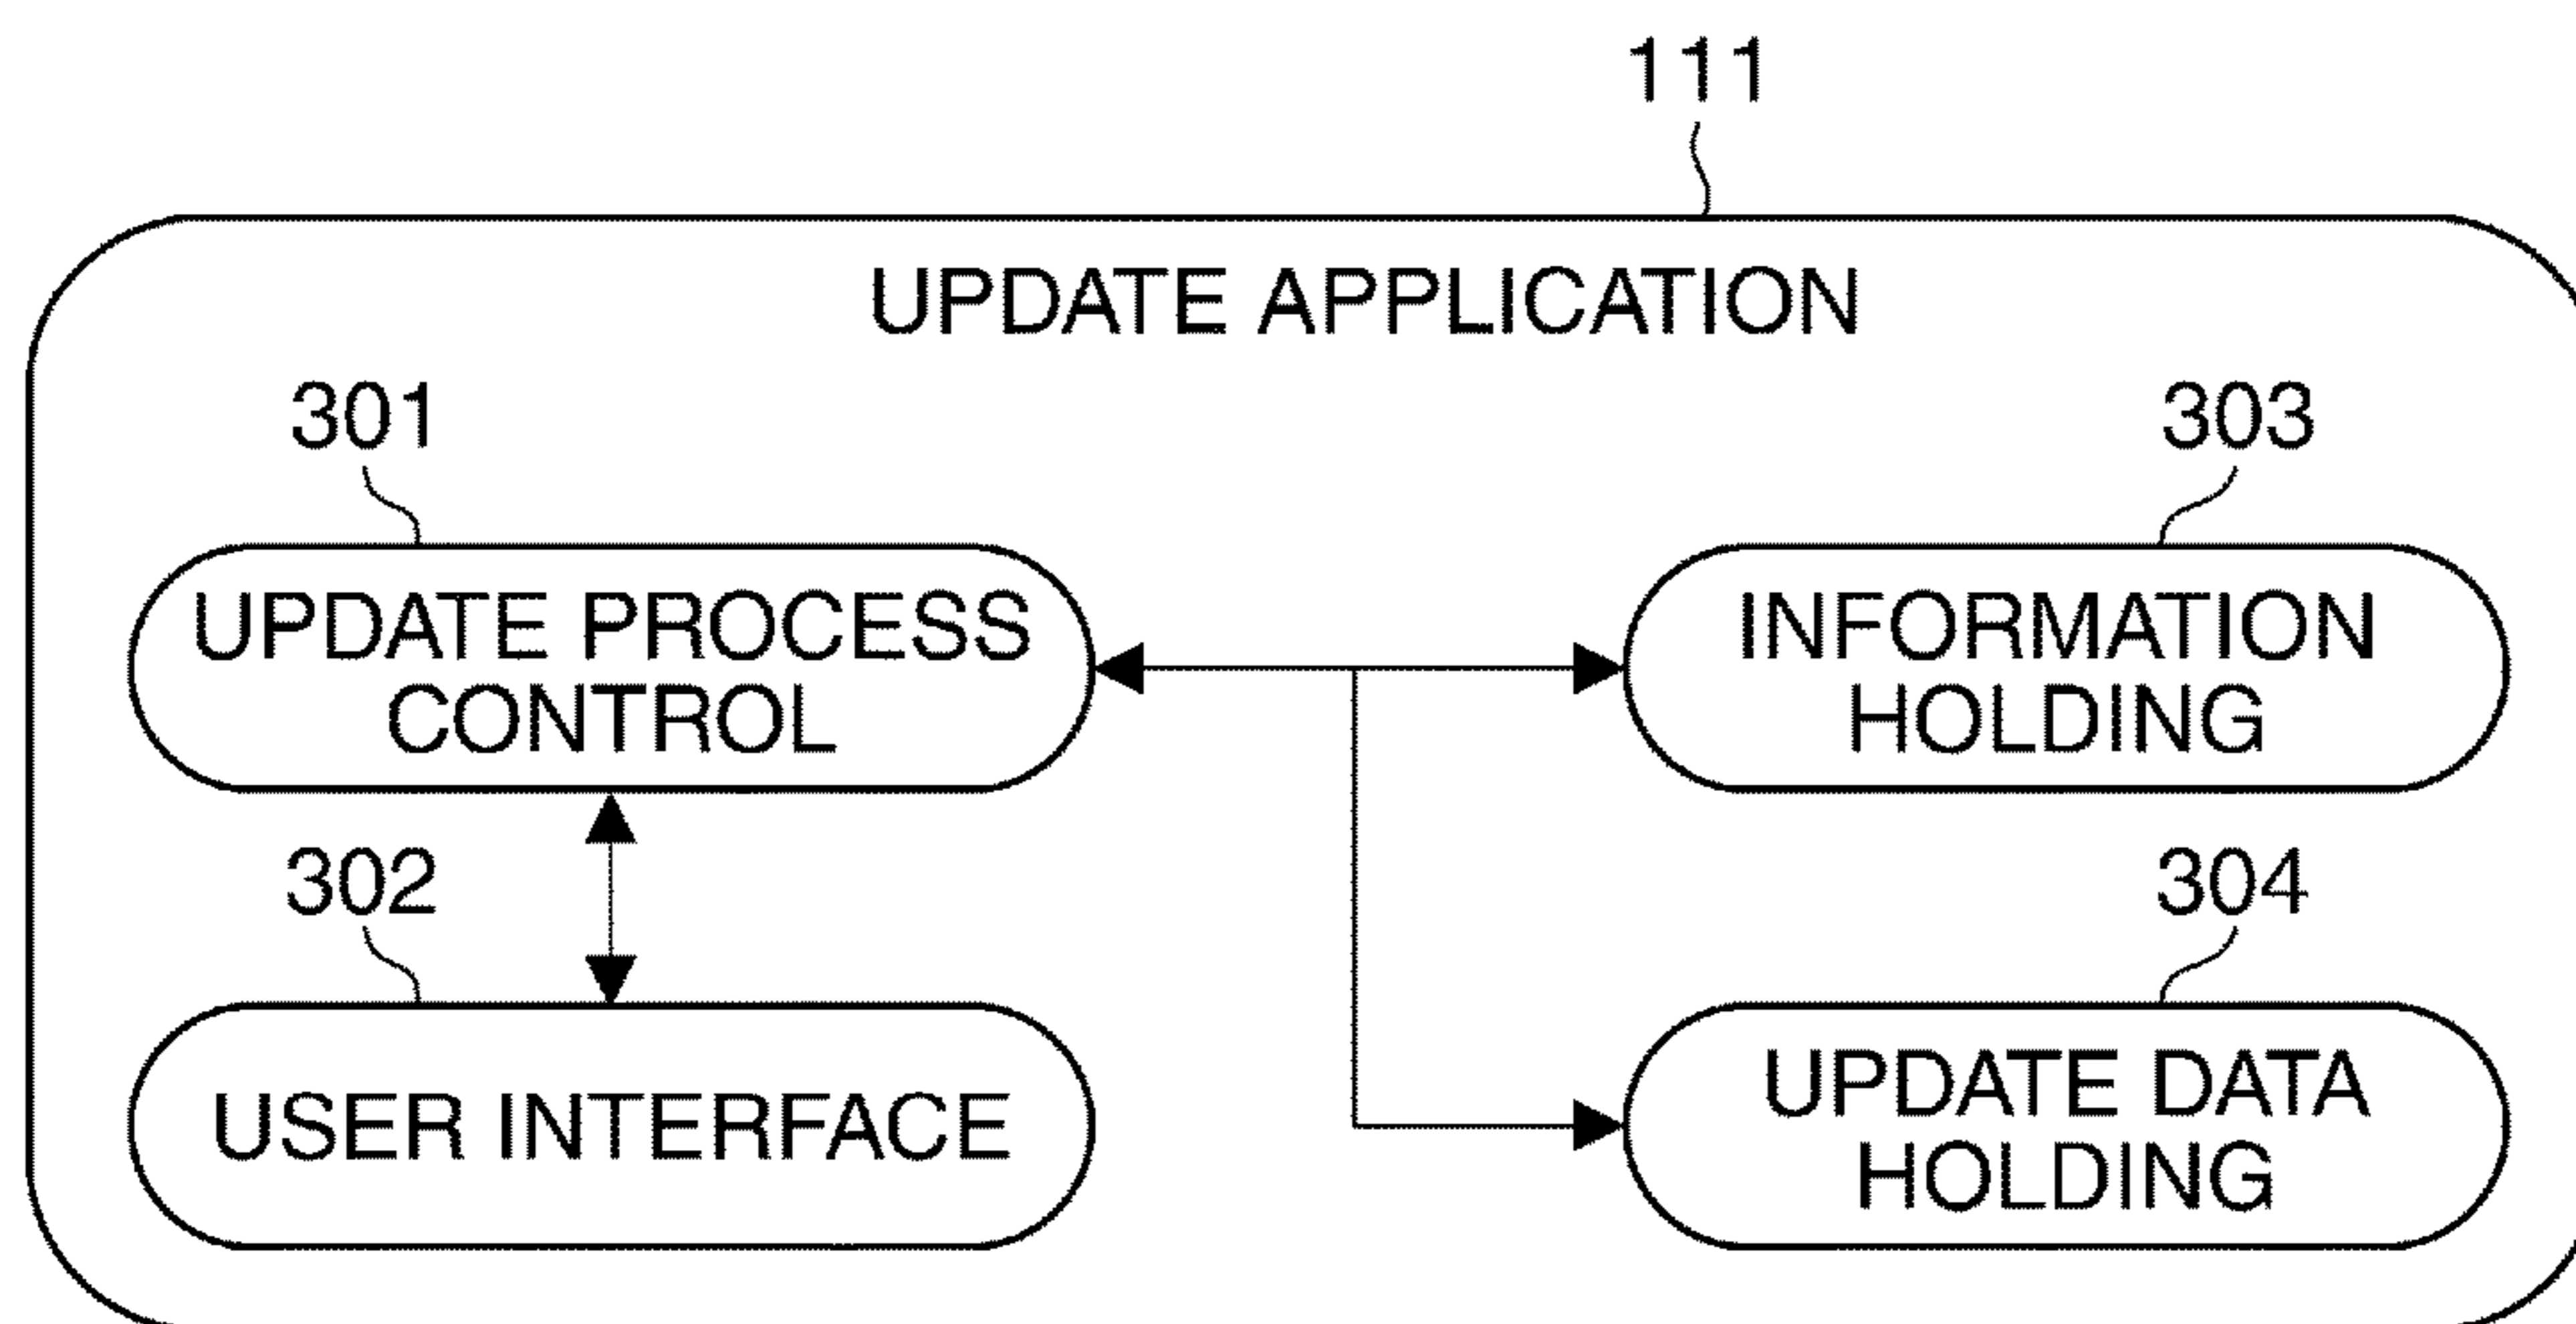 111
UPDATE APPLICATION
301
303
UPDATE PROCESS
CONTROL
INFORMATION
HOLDING
302
304
USER INTERFACE
UPDATE DATA
HOLDING